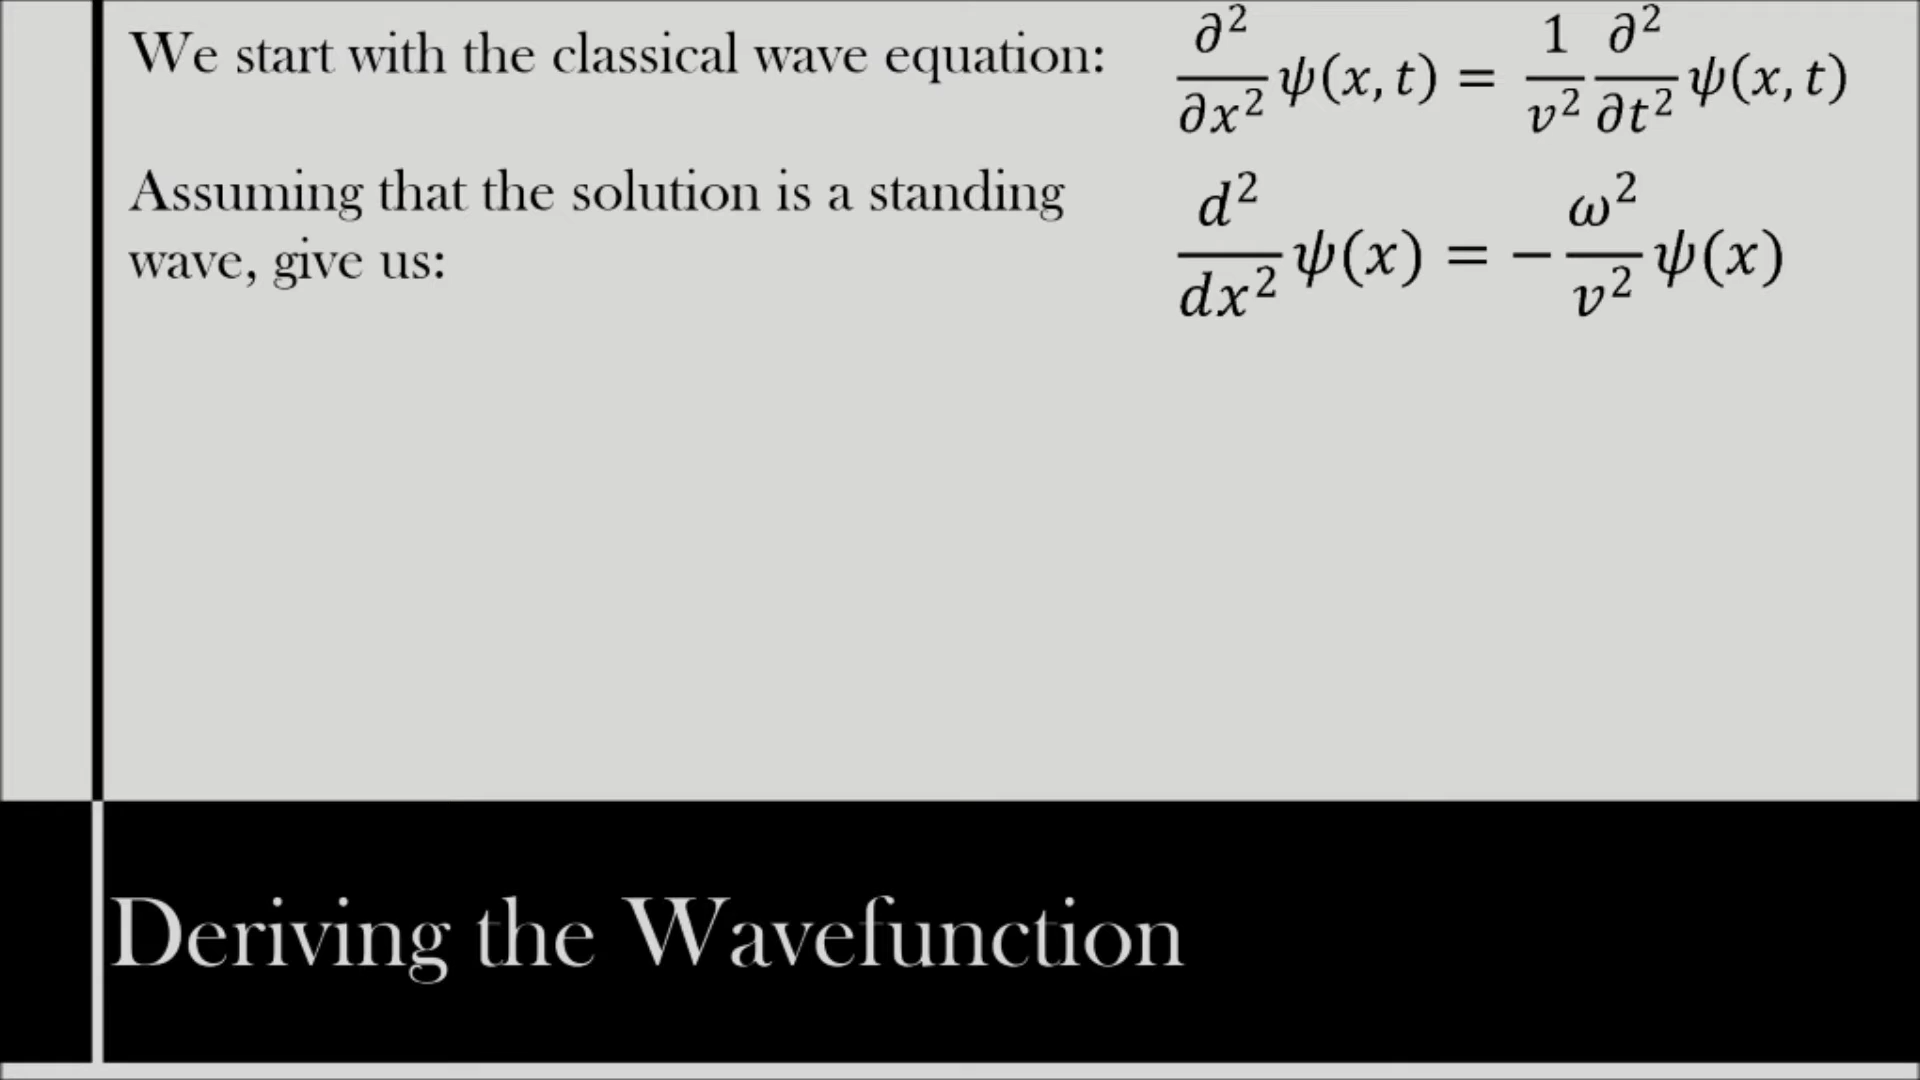 We start with the classical wave equation: ∂²/∂x² ψ(x, t) = 1/v² ∂²/∂t² ψ(x, t)
Assuming that the solution is a standing
wave, give us: d²/dx² ψ(x) = − ω²/v² ψ(x)
Deriving the Wavefunction